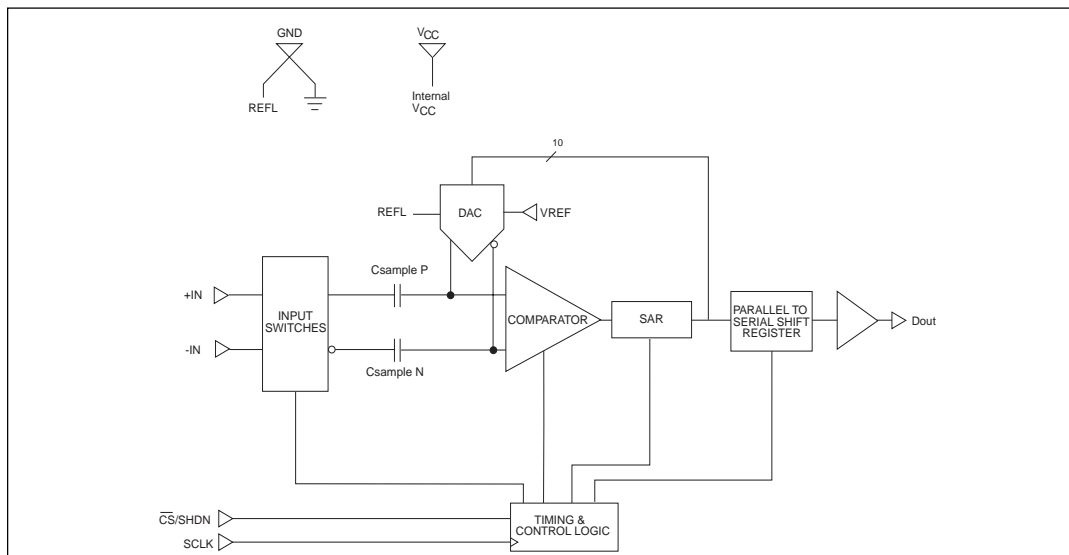 GND
VCC
REFL
Internal
VCC
10
REFL
DAC
VREF
Csample P
+IN
INPUT
SWITCHES
COMPARATOR
SAR
PARALLEL TO
SERIAL SHIFT
REGISTER
Dout
-IN
Csample N
C̅S̅/SHDN
TIMING &
CONTROL LOGIC
SCLK